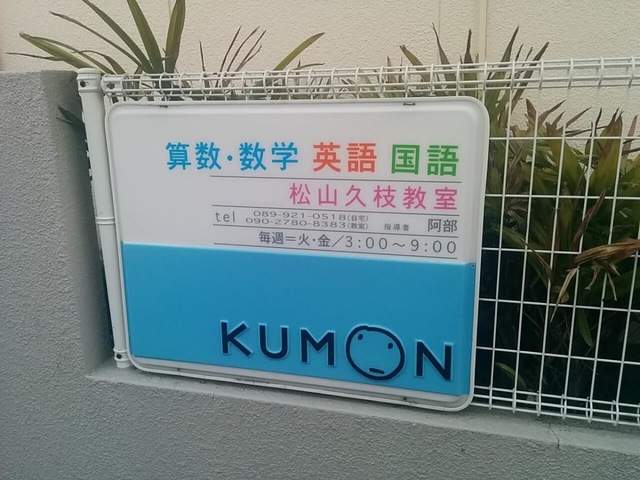 算数・数学 英語 国語
松山久枝教室
tel 089-921-0518(自宅)
090-2780-8383(教室) 指導者 阿部
毎週＝火・金／3:00～9:00
KUMON